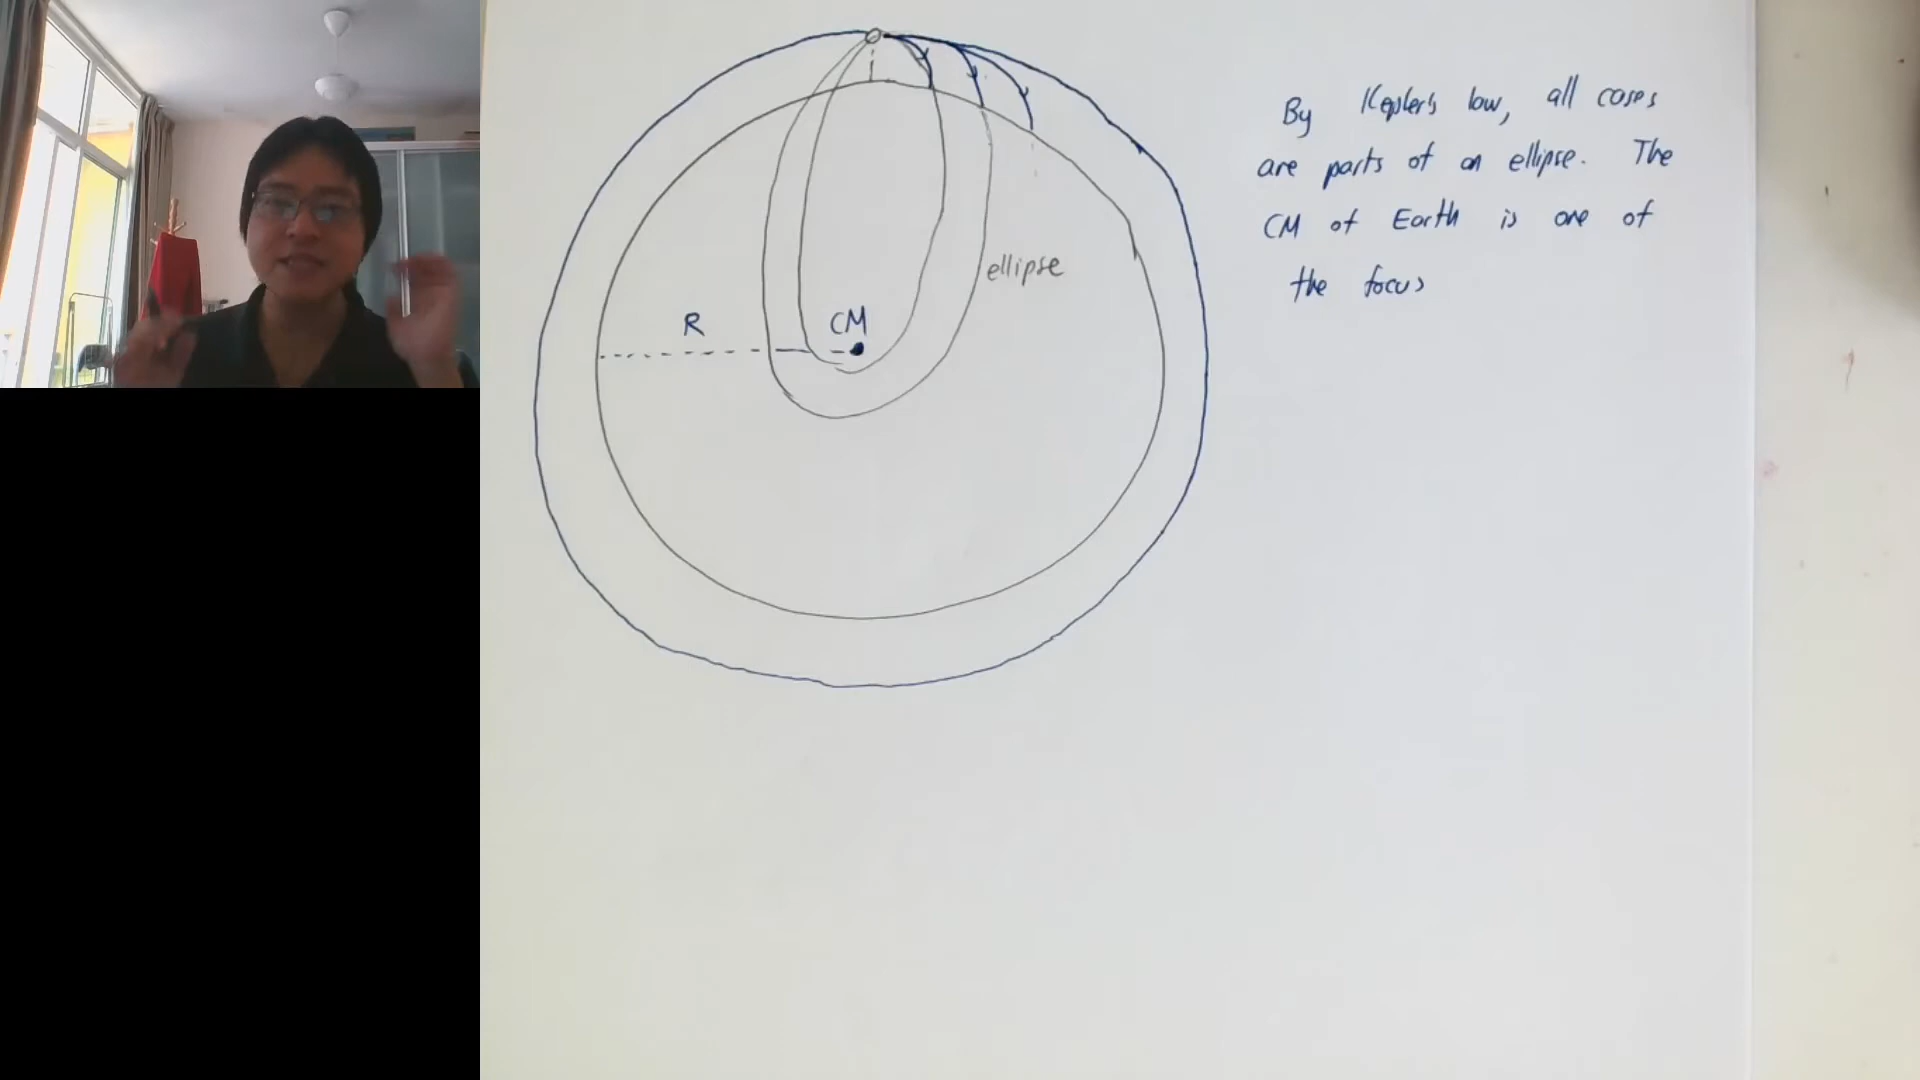 By Kepler's law, all cases
are parts of an ellipse. The
CM of Earth is one of
the focus
ellipse
R
CM